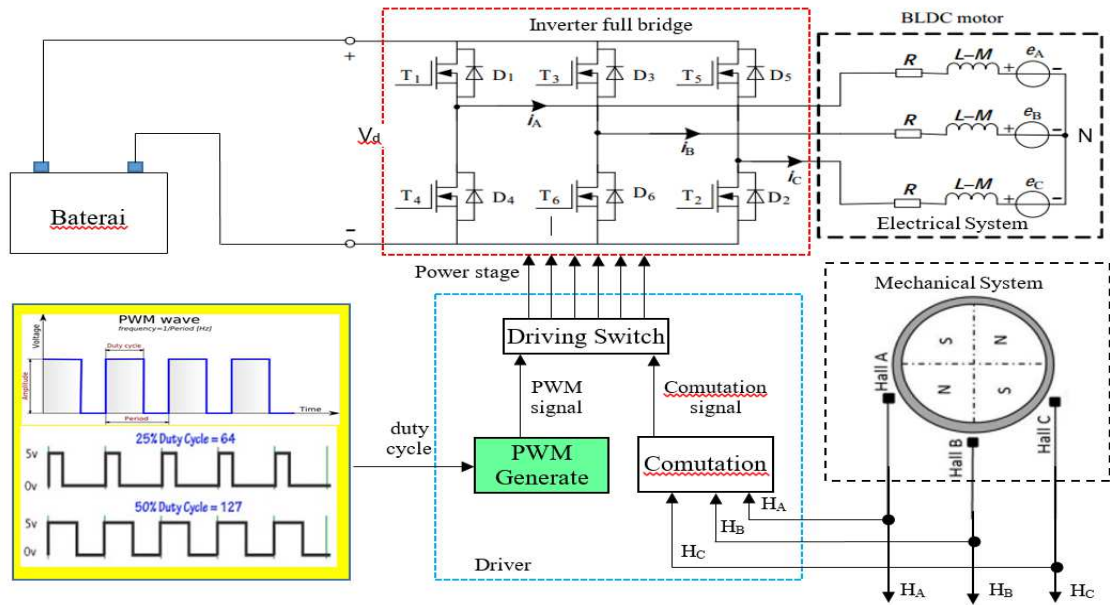 Inverter full bridge
BLDC motor
+
T1
D1
T3
D3
T5
D5
R
L–M
+
eA
−
iA
Vd
R
L–M
+
eB
−
N
iB
iC
R
L–M
+
eC
−
T4
D4
T6
D6
T2
D2
Electrical System
Baterai
−
Power stage
Mechanical System
PWM wave
frequency=1/Period [Hz]
Voltage
Duty cycle
Amplitude
Time
Period
25% Duty Cycle = 64
5v
0v
50% Duty Cycle = 127
5v
0v
Driving Switch
PWM
signal
Comutation
signal
duty
cycle
PWM
Generate
Comutation
HA
HB
HC
Driver
S
N
N
S
Hall A
Hall B
Hall C
HA
HB
HC